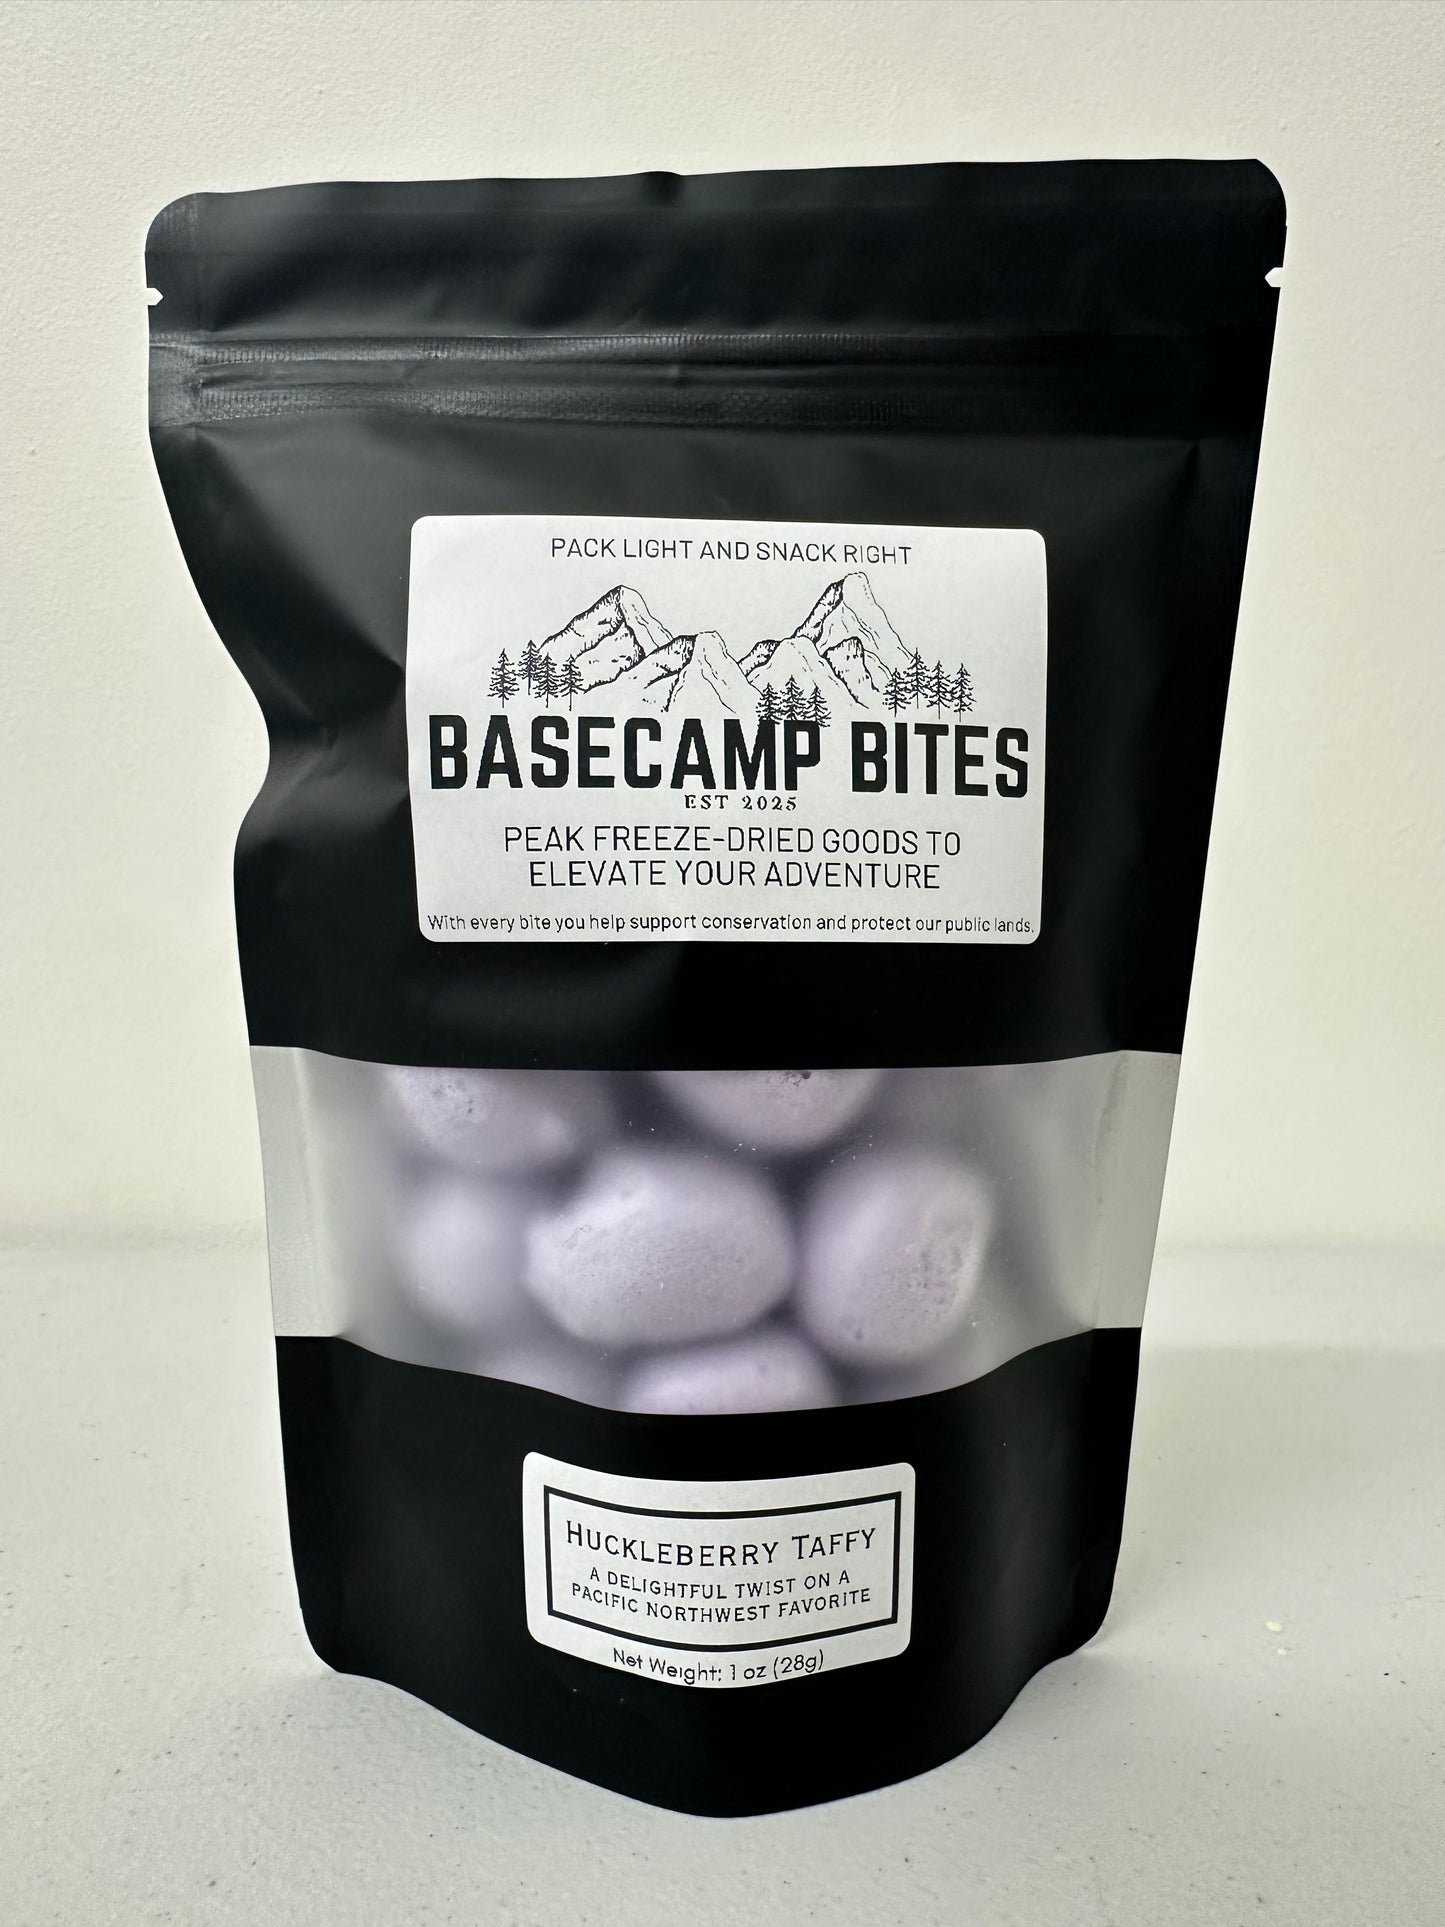 PACK LIGHT AND SNACK RIGHT
BASECAMP BITES
EST 2025
PEAK FREEZE-DRIED GOODS TO
ELEVATE YOUR ADVENTURE
With every bite you help support conservation and protect our public lands.
HUCKLEBERRY TAFFY
A DELIGHTFUL TWIST ON A
PACIFIC NORTHWEST FAVORITE
Net Weight: 1 oz (28g)